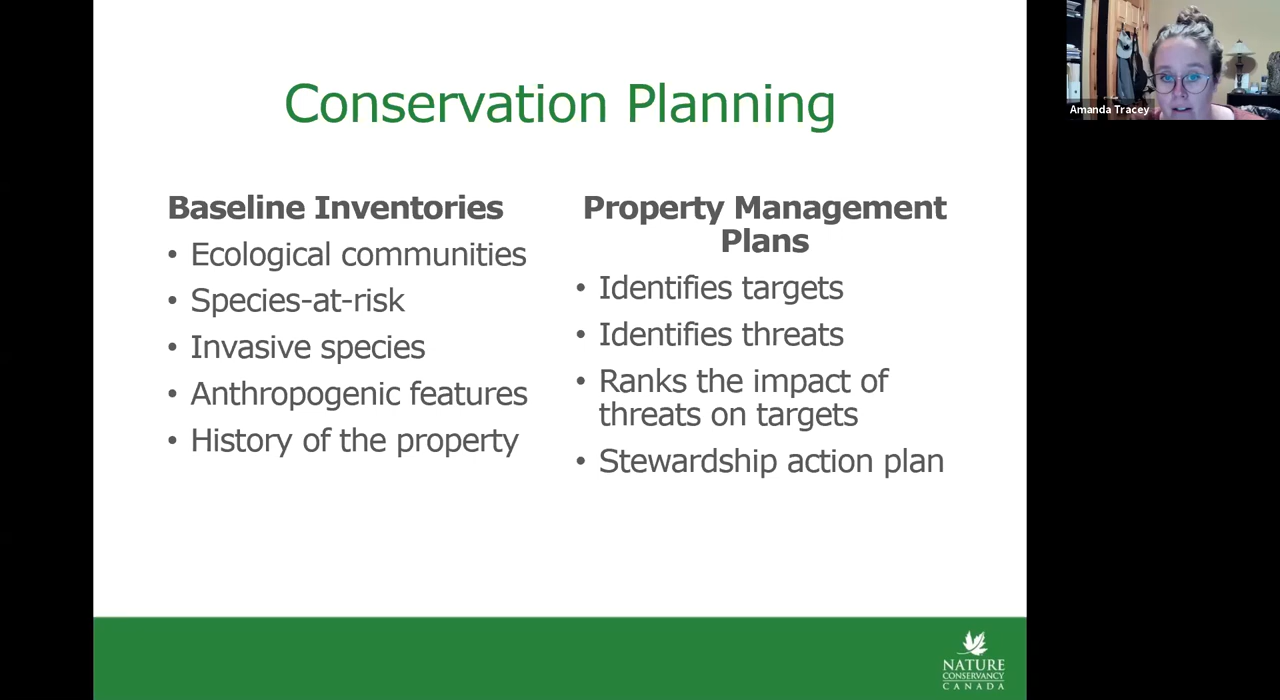 Conservation Planning
Baseline Inventories
• Ecological communities
• Species-at-risk
• Invasive species
• Anthropogenic features
• History of the property
Property Management
Plans
• Identifies targets
• Identifies threats
• Ranks the impact of
threats on targets
• Stewardship action plan
NATURE
CONSERVANCY
CANADA
Amanda Tracey